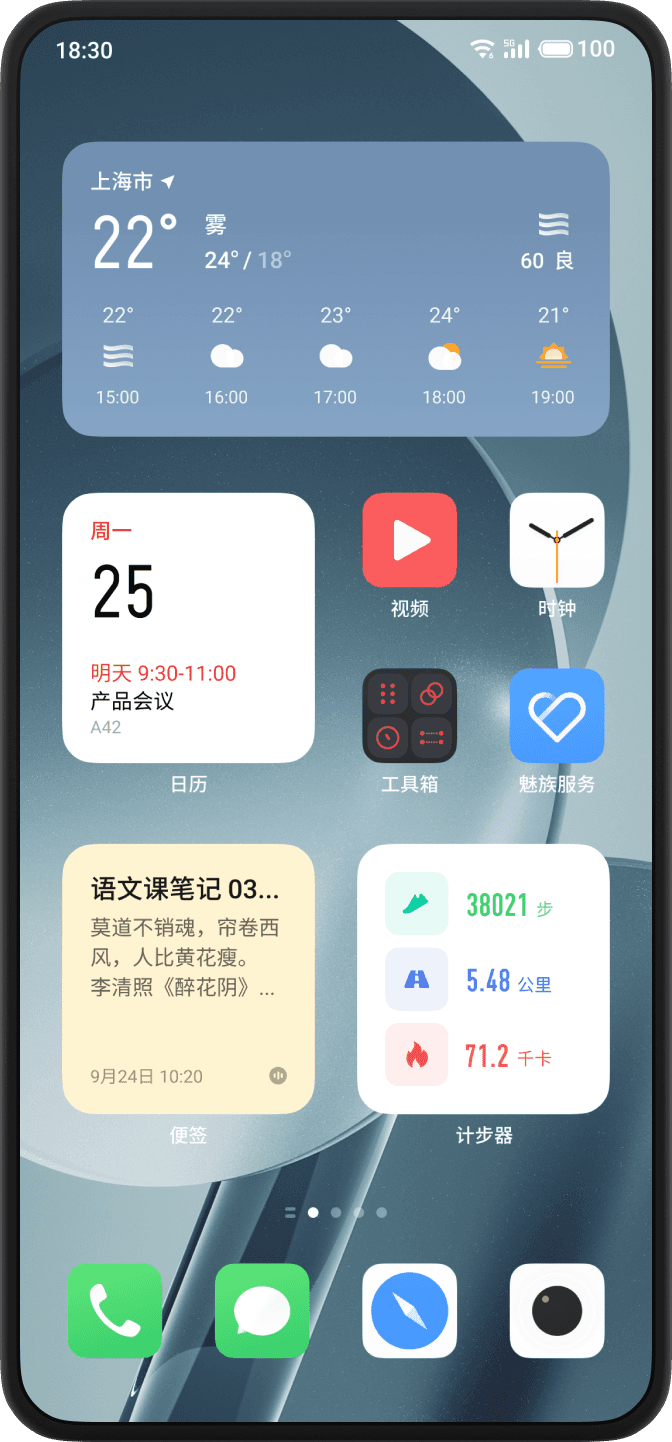 18:30
5G
6
100
上海市
22°
雾
24° / 18°
60 良
22° 22° 23° 24° 21°
15:00 16:00 17:00 18:00 19:00
周一
25
明天 9:30-11:00
产品会议
A42
日历
视频
时钟
工具箱
魅族服务
语文课笔记 03...
莫道不销魂，帘卷西
风，人比黄花瘦。
李清照《醉花阴》...
9月24日 10:20
便签
38021 步
5.48 公里
71.2 千卡
计步器